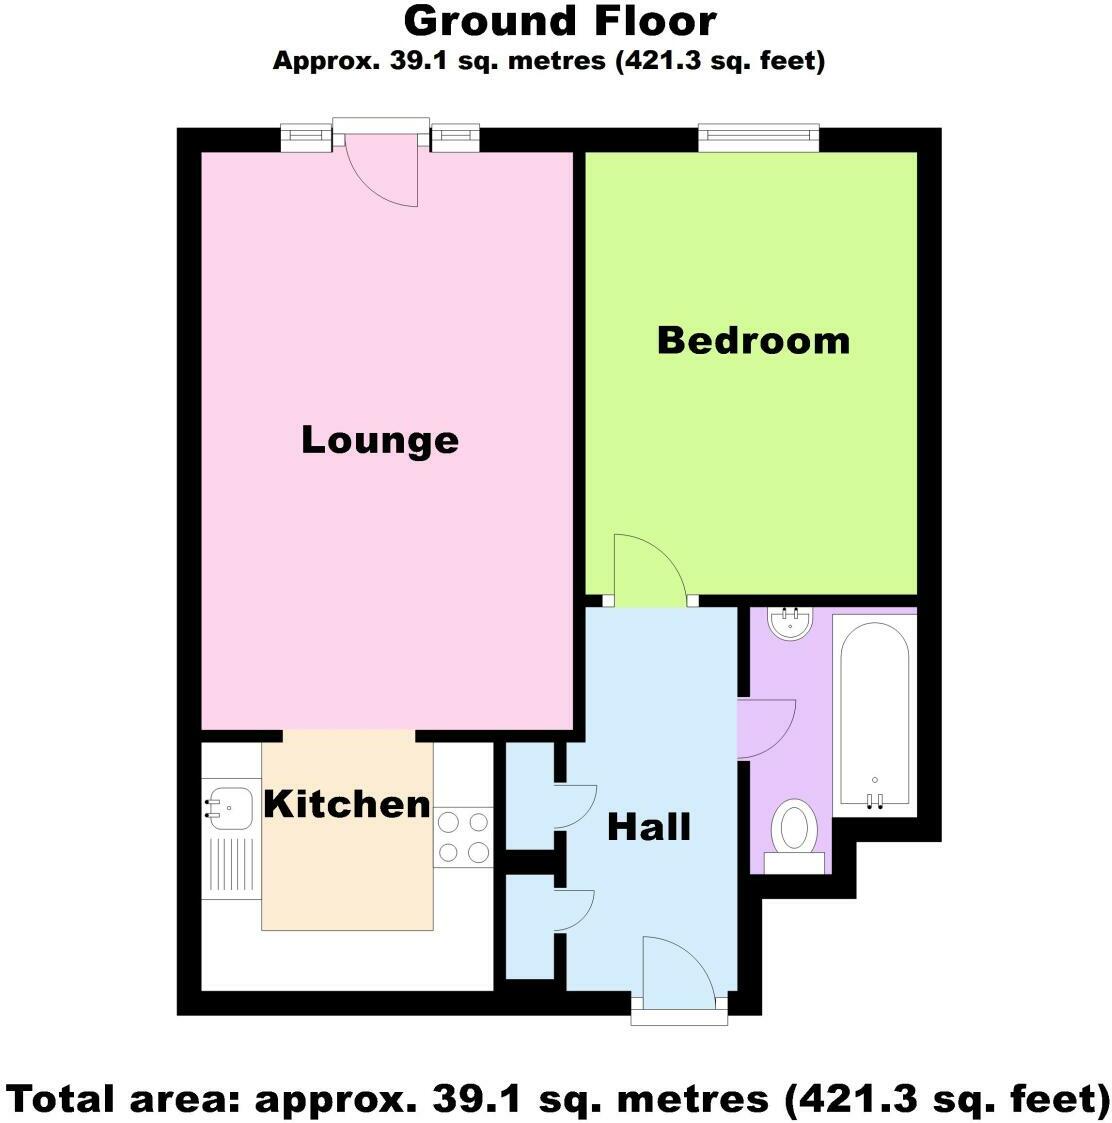 Ground Floor
Approx. 39.1 sq. metres (421.3 sq. feet)
Bedroom
Lounge
Kitchen
Hall
Total area: approx. 39.1 sq. metres (421.3 sq. feet)